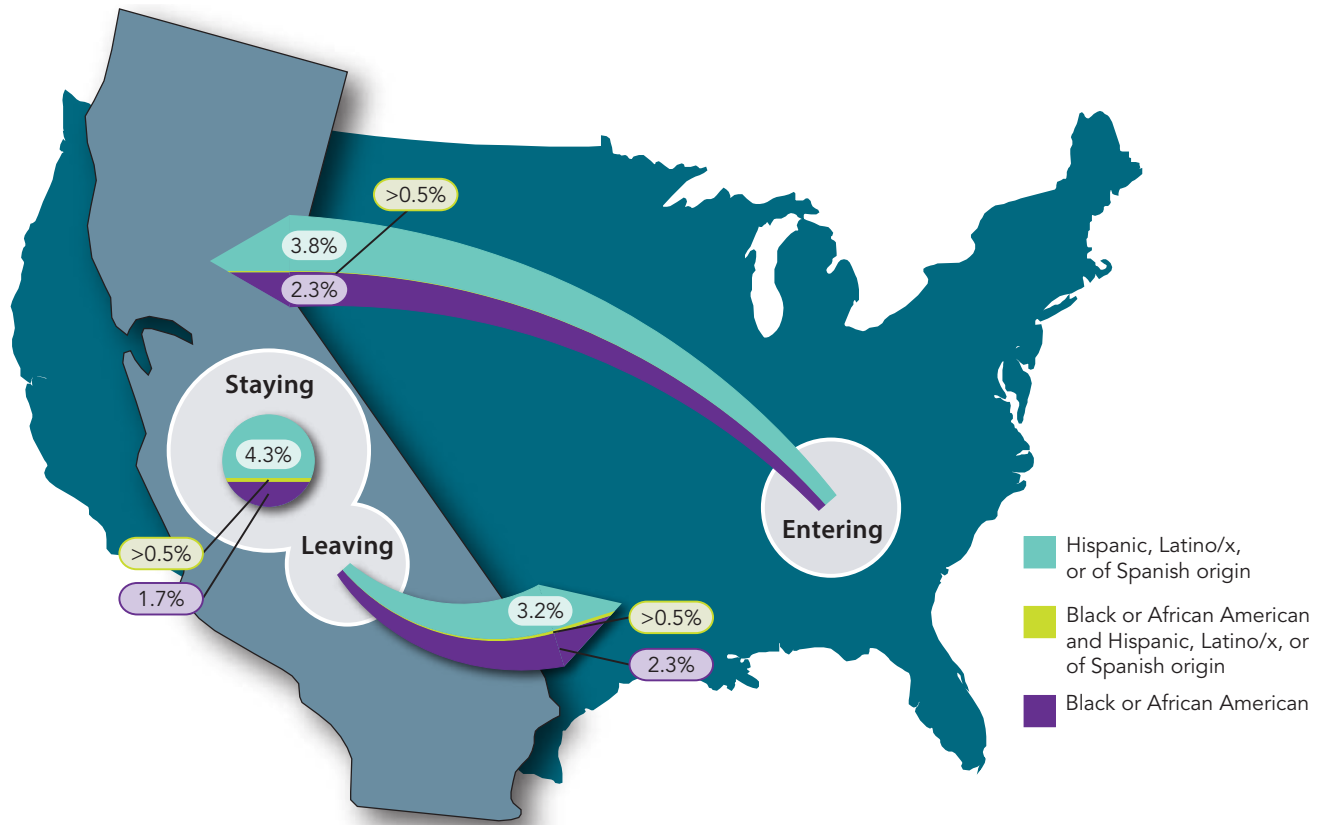 >0.5%
3.8%
2.3%
Staying
4.3%
Leaving
Entering
>0.5%
1.7%
3.2%
>0.5%
2.3%
Hispanic, Latino/x,
or of Spanish origin
Black or African American
and Hispanic, Latino/x, or
of Spanish origin
Black or African American